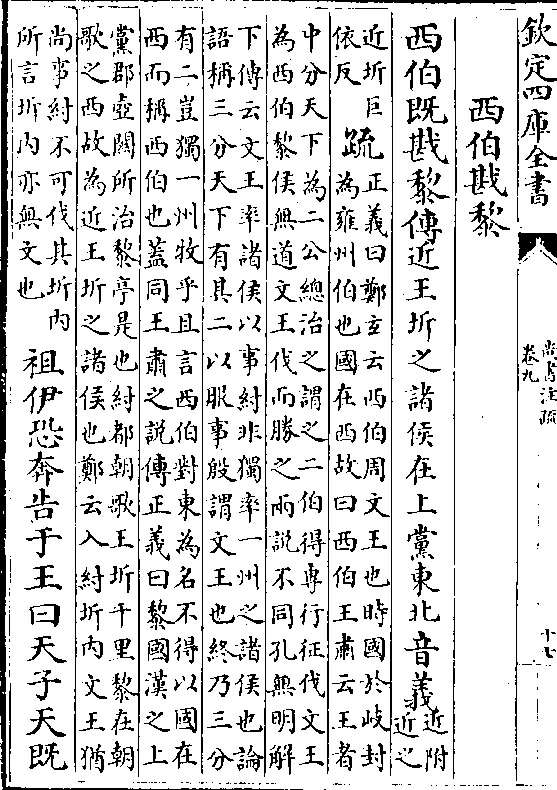 欽定四庫全書
尚書注疏
卷九
十七
西伯戡黎
西伯既戡黎傳近王圻之諸侯在上黨東北音義近附
近之
近圻巨
依反
疏
正義曰鄭玄云西伯周文王也時國於岐封
為雍州伯也國在西故曰西伯王肅云王者
中分天下為二公總治之謂之二伯得專行征伐文王
為西伯黎侯無道文王伐而勝之兩說不同孔無明解
下傳云文王率諸侯以事紂非獨率一州之諸侯也論
語稱三分天下有其二以服事殷謂文王也終乃三分
有二豈獨一州牧乎且言西伯對東為名不得以國在
西而稱西伯也蓋同王肅之說傳正義曰黎國漢之上
黨郡壺關所治黎亭是也紂都朝歌王圻千里黎在朝
歌之西故為近王圻之諸侯也鄭云入紂圻内文王猶
尚事紂不可伐其圻内
所言圻内亦無文也
祖伊恐奔告于王曰天子天既